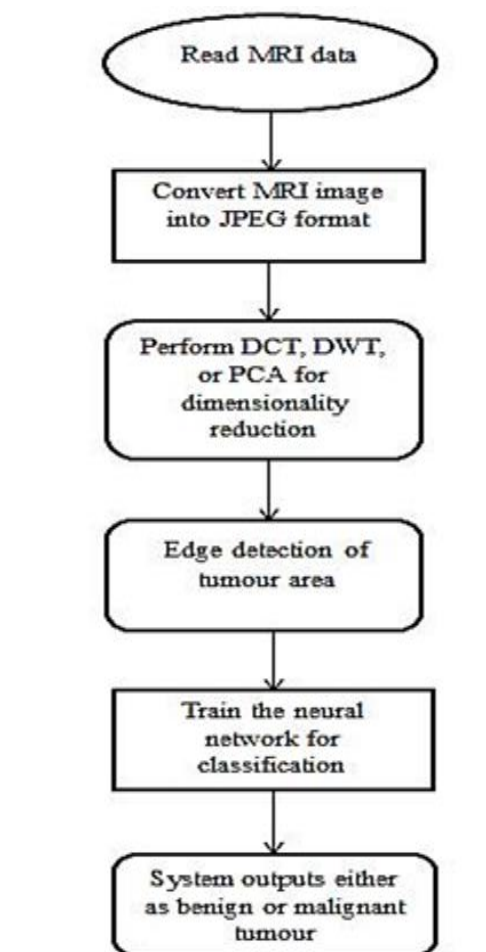 Read MRI data
Convert MRI image
into JPEG format
Perform DCT, DWT,
or PCA for
dimensionality
reduction
Edge detection of
tumour area
Train the neural
network for
classification
System outputs either
as benign or malignant
tumour